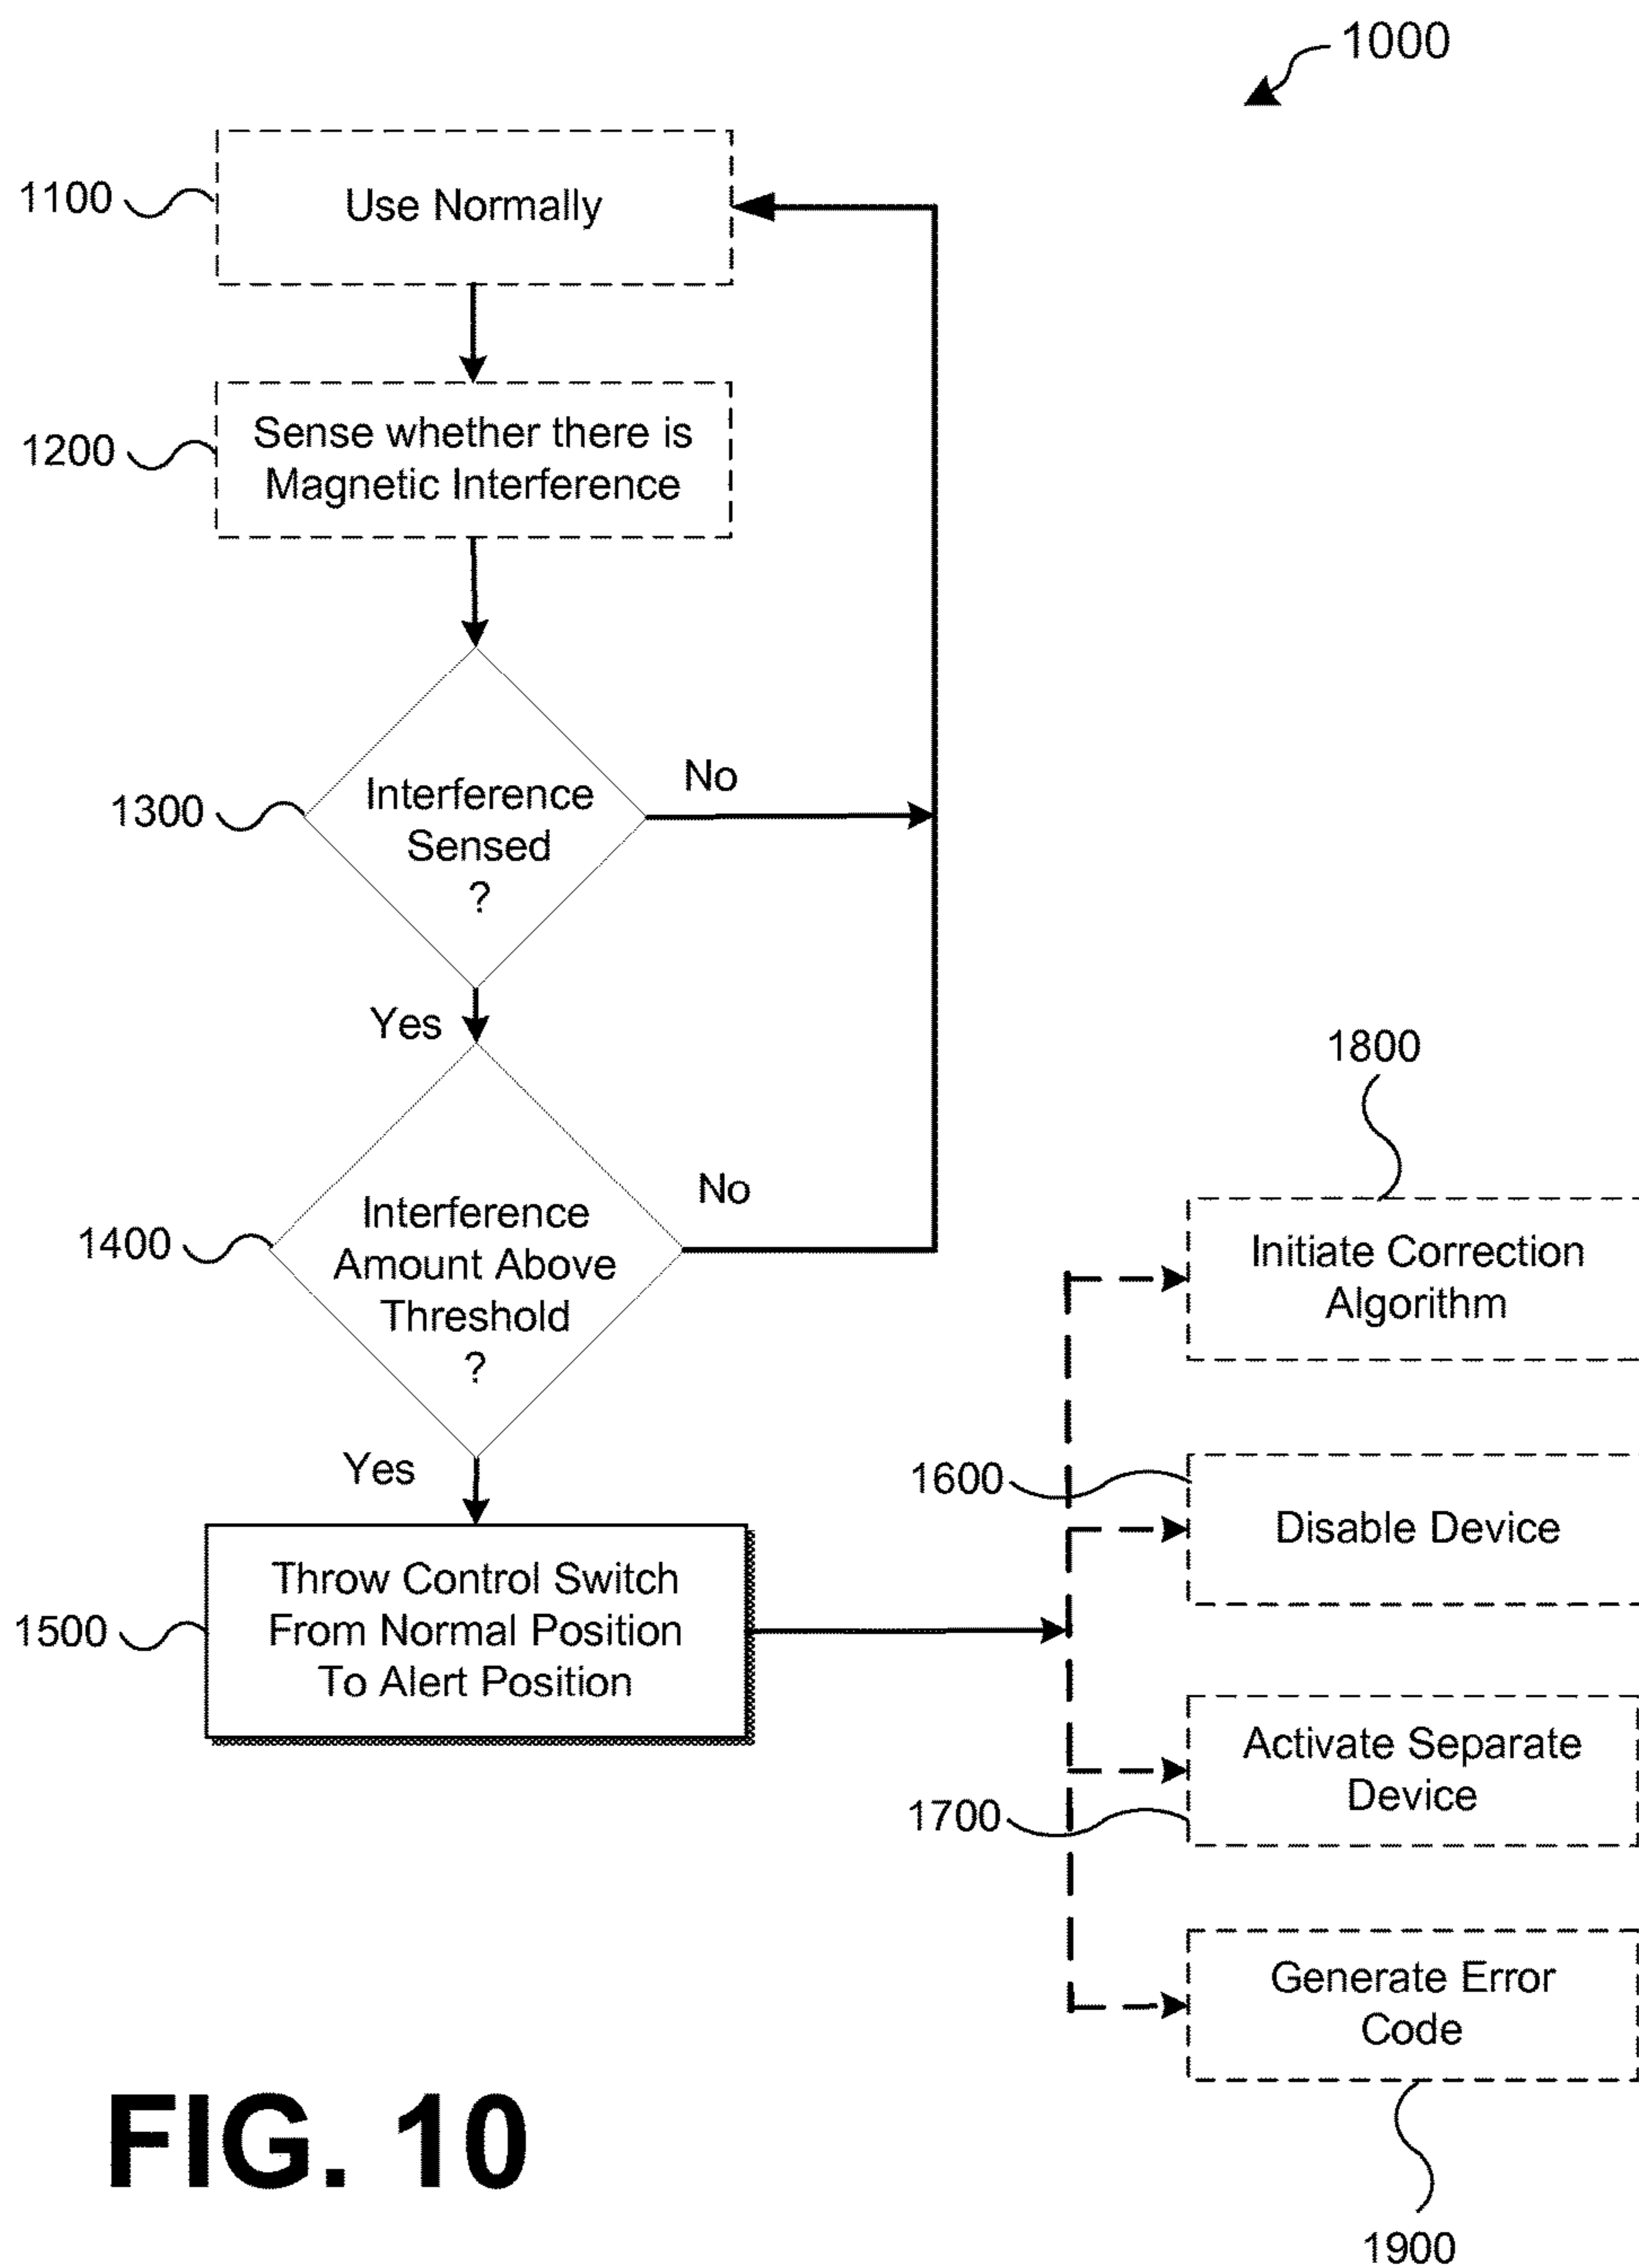 1000
1100
Use Normally
1200
Sense whether there is
Magnetic Interference
1300
Interference
Sensed
?
No
Yes
1400
Interference
Amount Above
Threshold
?
No
Yes
1500
Throw Control Switch
From Normal Position
To Alert Position
1800
Initiate Correction
Algorithm
1600
Disable Device
1700
Activate Separate
Device
Generate Error
Code
1900
FIG. 10